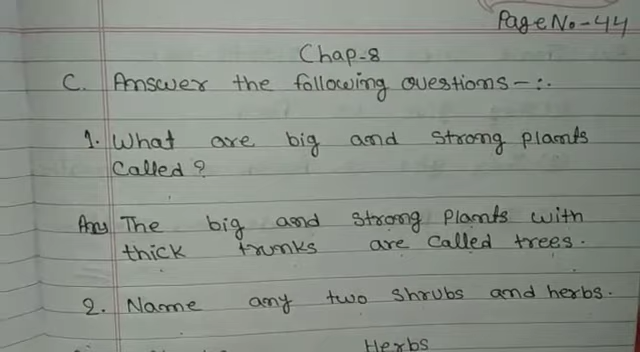 Page No.-44
Chap-8
C. Answer the following questions-:.
1. What are big and strong plants
called?
Ans The big and strong plants with
thick trunks are called trees.
2. Name any two shrubs and herbs.
Herbs